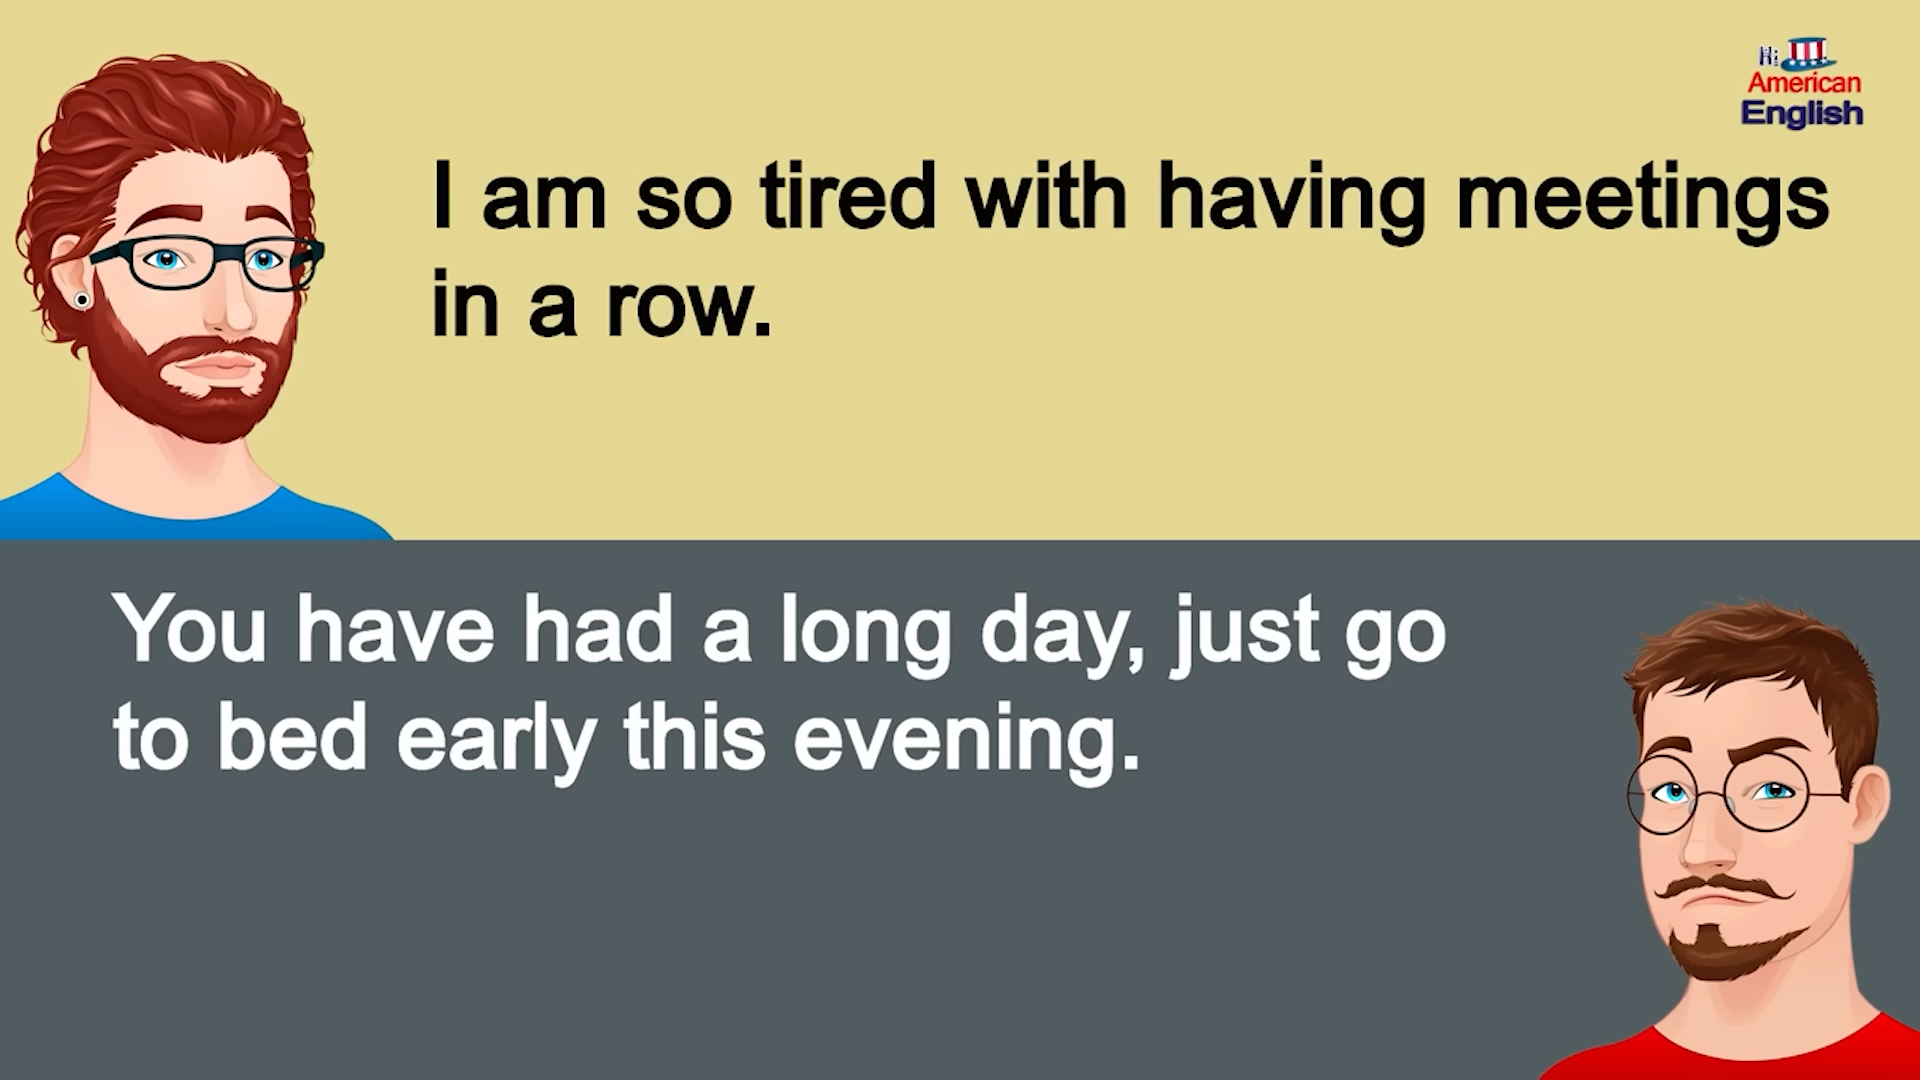 Hi
American
English
I am so tired with having meetings
in a row.
You have had a long day, just go
to bed early this evening.